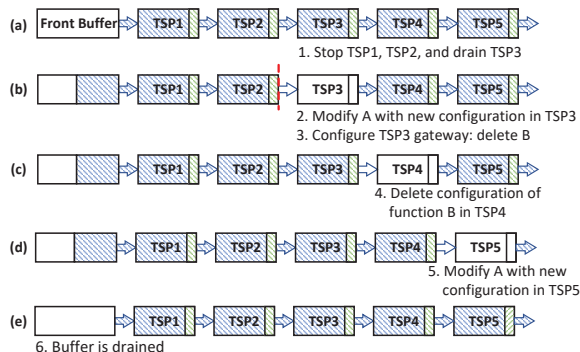 (a) Front Buffer TSP1 TSP2 TSP3 TSP4 TSP5
1. Stop TSP1, TSP2, and drain TSP3
(b) TSP1 TSP2 TSP3 TSP4 TSP5
2. Modify A with new configuration in TSP3
3. Configure TSP3 gateway: delete B
(c) TSP1 TSP2 TSP3 TSP4 TSP5
4. Delete configuration of
function B in TSP4
(d) TSP1 TSP2 TSP3 TSP4 TSP5
5. Modify A with new
configuration in TSP5
(e) TSP1 TSP2 TSP3 TSP4 TSP5
6. Buffer is drained